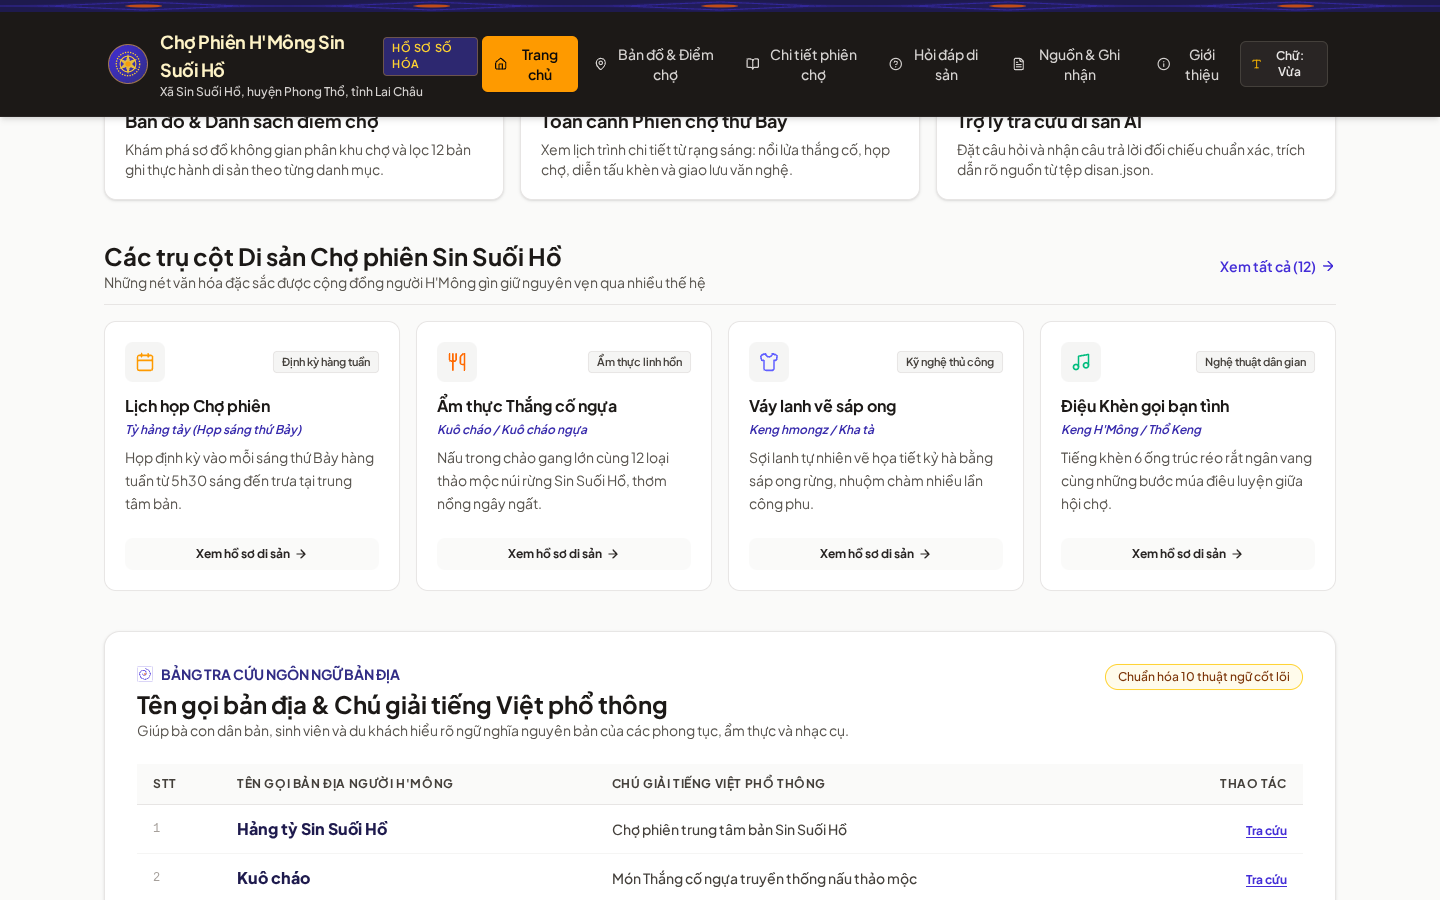 Chợ Phiên H'Mông Sin
Suối Hồ
HỒ SƠ SỐ
HÓA
Xã Sin Suối Hồ, huyện Phong Thổ, tỉnh Lai Châu
Trang
chủ
Bản đồ & Điểm
chợ
Chi tiết phiên
chợ
Hỏi đáp di
sản
Nguồn & Ghi
nhận
Giới
thiệu
Chữ:
Vừa
Bản đồ & Danh sách điểm chợ
Khám phá sơ đồ không gian phân khu chợ và lọc 12 bản
ghi thực hành di sản theo từng danh mục.
Toàn cảnh Phiên chợ thứ Bảy
Xem lịch trình chi tiết từ rạng sáng: nổi lửa thắng cố, họp
chợ, diễn tấu khèn và giao lưu văn nghệ.
Trợ lý tra cứu di sản AI
Đặt câu hỏi và nhận câu trả lời đối chiếu chuẩn xác, trích
dẫn rõ nguồn từ tệp disan.json.
Các trụ cột Di sản Chợ phiên Sin Suối Hồ
Những nét văn hóa đặc sắc được cộng đồng người H'Mông gìn giữ nguyên vẹn qua nhiều thế hệ
Xem tất cả (12)
Định kỳ hàng tuần
Lịch họp Chợ phiên
Tỳ hảng tảy (Họp sáng thứ Bảy)
Họp định kỳ vào mỗi sáng thứ Bảy hàng
tuần từ 5h30 sáng đến trưa tại trung
tâm bản.
Xem hồ sơ di sản
Ẩm thực linh hồn
Ẩm thực Thắng cố ngựa
Kuô cháo / Kuô cháo ngựa
Nấu trong chảo gang lớn cùng 12 loại
thảo mộc núi rừng Sin Suối Hồ, thơm
nồng ngây ngất.
Xem hồ sơ di sản
Kỹ nghệ thủ công
Váy lanh vẽ sáp ong
Keng hmongz / Kha tà
Sợi lanh tự nhiên vẽ họa tiết kỷ hà bằng
sáp ong rừng, nhuộm chàm nhiều lần
công phu.
Xem hồ sơ di sản
Nghệ thuật dân gian
Điệu Khèn gọi bạn tình
Keng H'Mông / Thổ Keng
Tiếng khèn 6 ống trúc réo rắt ngân vang
cùng những bước múa điêu luyện giữa
hội chợ.
Xem hồ sơ di sản
BẢNG TRA CỨU NGÔN NGỮ BẢN ĐỊA
Tên gọi bản địa & Chú giải tiếng Việt phổ thông
Giúp bà con dân bản, sinh viên và du khách hiểu rõ ngữ nghĩa nguyên bản của các phong tục, ẩm thực và nhạc cụ.
Chuẩn hóa 10 thuật ngữ cốt lõi
STT
TÊN GỌI BẢN ĐỊA NGƯỜI H'MÔNG
CHÚ GIẢI TIẾNG VIỆT PHỔ THÔNG
THAO TÁC
1
Hảng tỳ Sin Suối Hồ
Chợ phiên trung tâm bản Sin Suối Hồ
Tra cứu
2
Kuô cháo
Món Thắng cố ngựa truyền thống nấu thảo mộc
Tra cứu